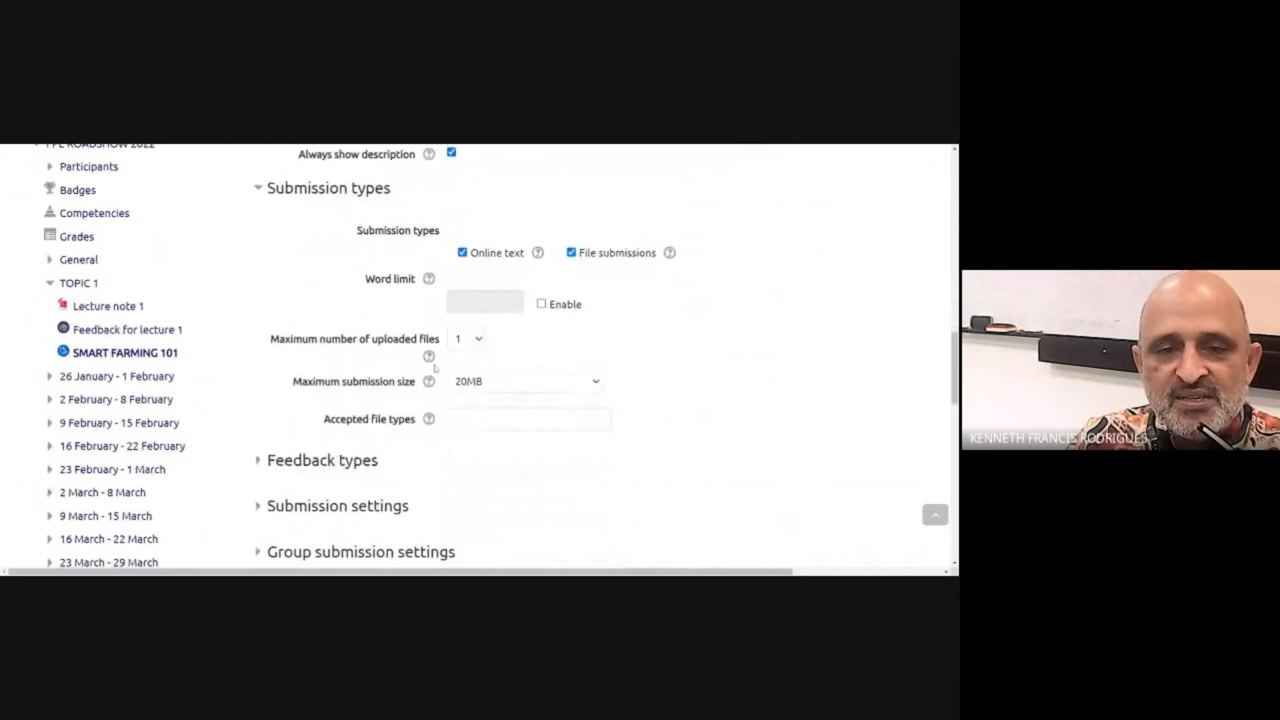 PPL ROADSHOW 2022
Participants
Badges
Competencies
Grades
General
TOPIC 1
Lecture note 1
Feedback for lecture 1
SMART FARMING 101
26 January - 1 February
2 February - 8 February
9 February - 15 February
16 February - 22 February
23 February - 1 March
2 March - 8 March
9 March - 15 March
16 March - 22 March
23 March - 29 March
Always show description
Submission types
Submission types
Online text File submissions
Word limit
Enable
Maximum number of uploaded files 1
Maximum submission size 20MB
Accepted file types
Feedback types
Submission settings
Group submission settings
KENNETH FRANCIS RODRIGUES